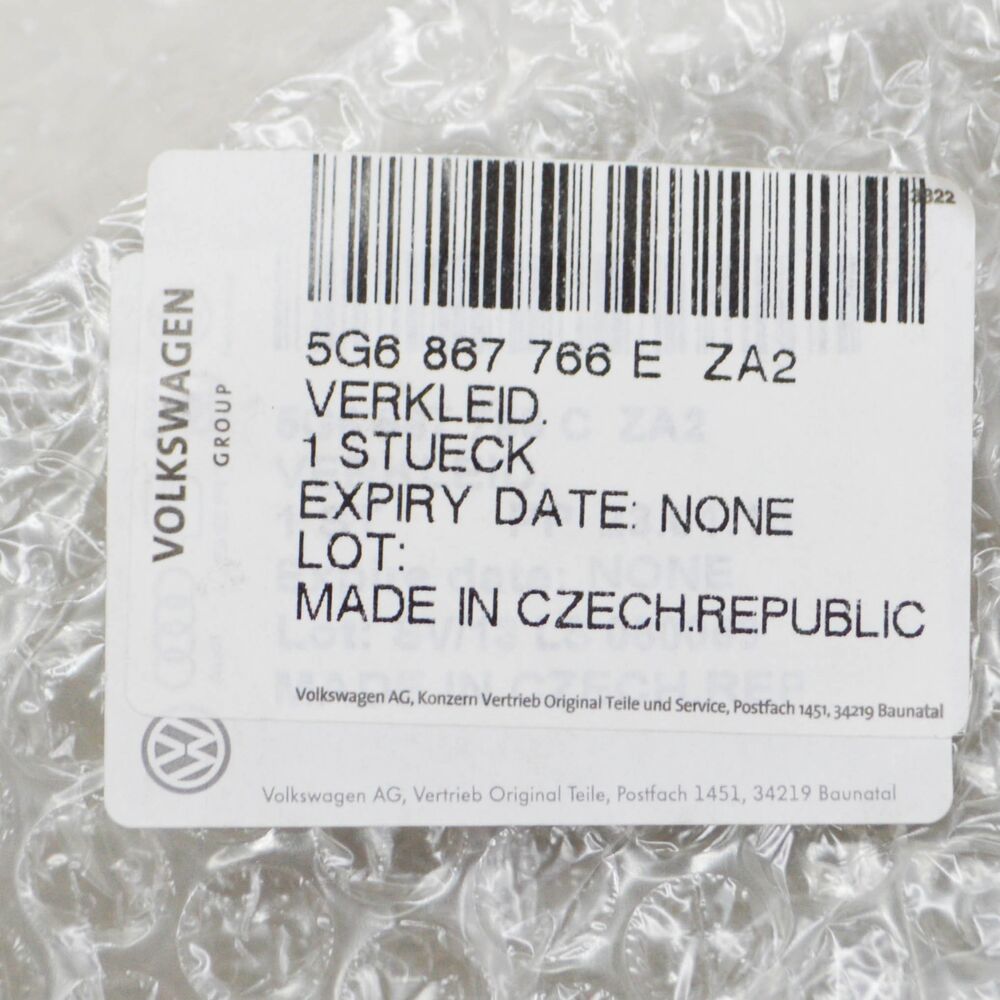 3322
VOLKSWAGEN
GROUP
5G6 867 766 E ZA2
VERKLEID.
1 STUECK
EXPIRY DATE: NONE
LOT:
MADE IN CZECH.REPUBLIC
Volkswagen AG, Konzern Vertrieb Original Teile und Service, Postfach 1451, 34219 Baunatal
Volkswagen AG, Vertrieb Original Teile, Postfach 1451, 34219 Baunatal